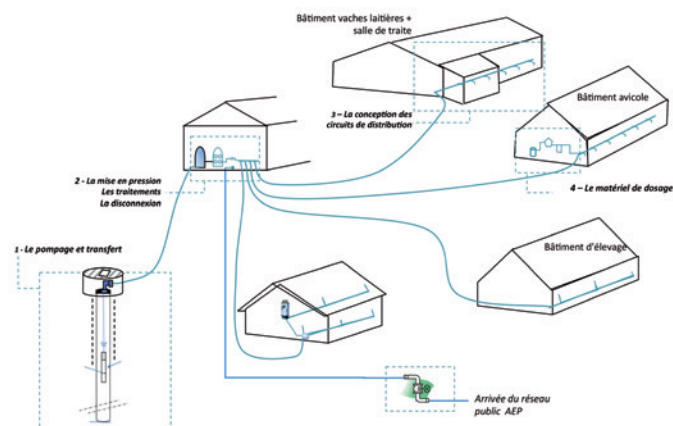 Bâtiment vaches laitières +
salle de traite
Bâtiment avicole
3 – La conception des
circuits de distribution
2 - La mise en pression
Les traitements
La disconnexion
4 – Le matériel de dosage
1 - Le pompage et transfert
Bâtiment d'élevage
Arrivée du réseau
public AEP